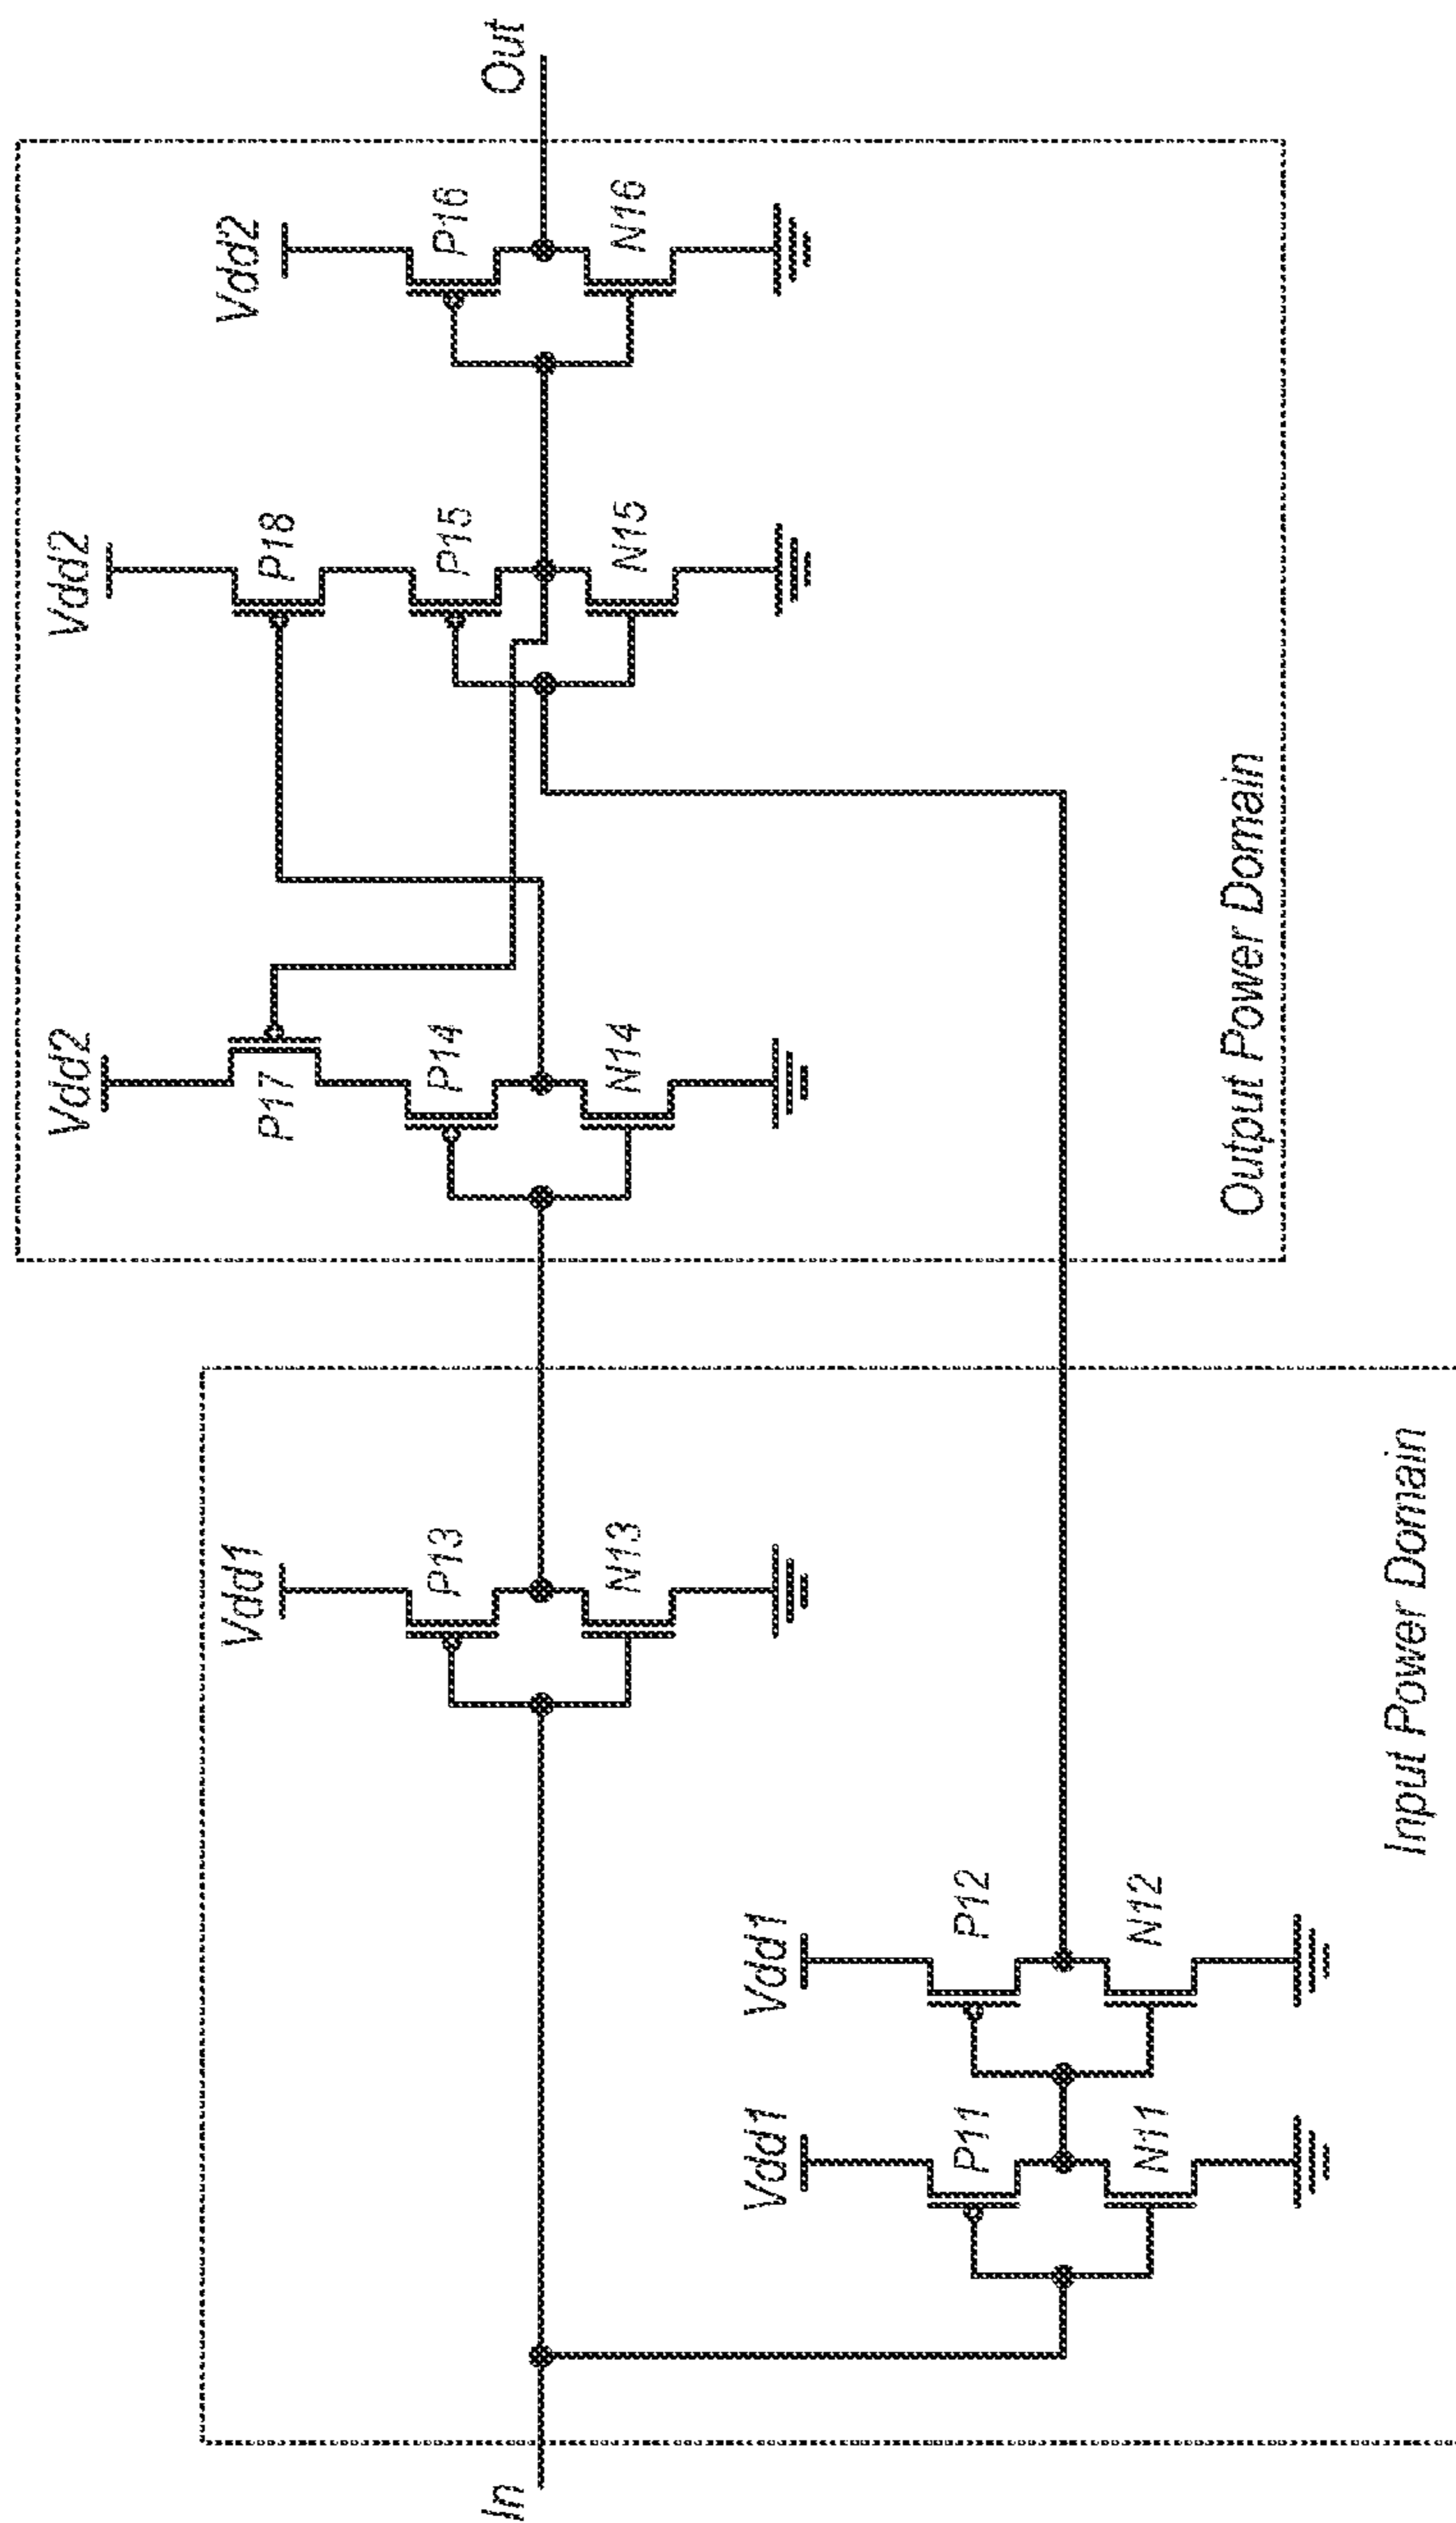 Vdd2
Vdd2
Vdd2
P17
P18
P14
P15
P16
N14
N15
N16
Out
Output Power Domain
Vdd1
P13
N13
In
Vdd1
Vdd1
P11
P12
N11
N12
Input Power Domain